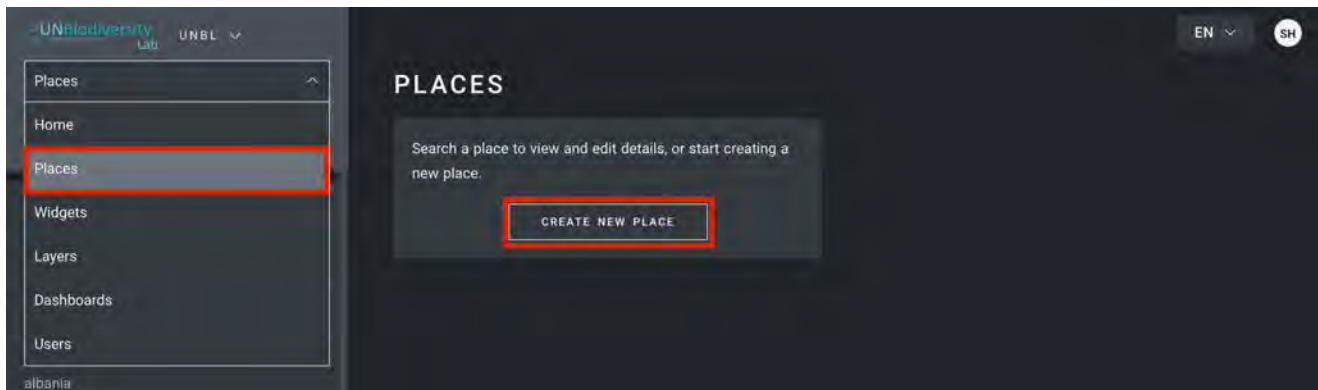 UNBiodiversity
Lab
UNBL
EN
SH
Places
Home
Places
Widgets
Layers
Dashboards
Users
albania
PLACES
Search a place to view and edit details, or start creating a
new place.
CREATE NEW PLACE